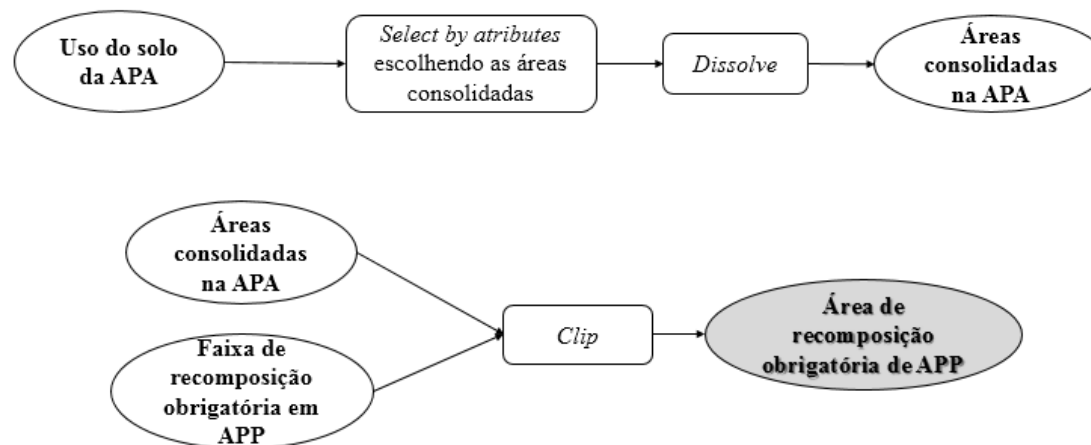 Uso do solo
da APA
Select by atributes
escolhendo as áreas
consolidadas
Dissolve
Áreas
consolidadas
na APA
Áreas
consolidadas
na APA
Faixa de
recomposição
obrigatória em
APP
Clip
Área de
recomposição
obrigatória de APP